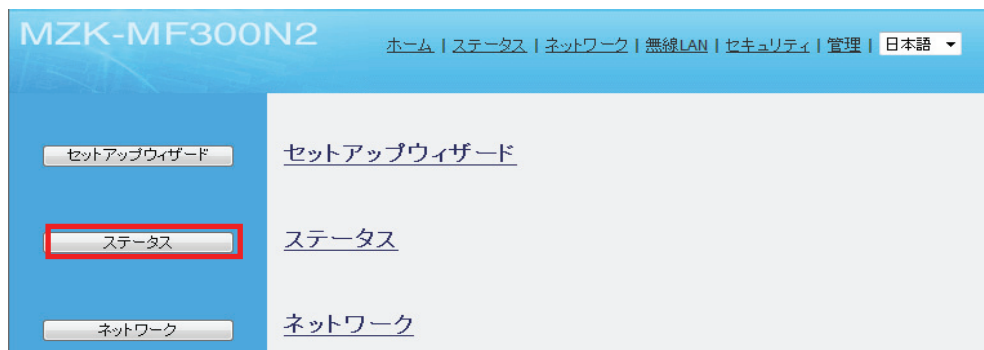 MZK-MF300N2
ホーム | ステータス | ネットワーク | 無線LAN | セキュリティ | 管理 | 日本語
セットアップウィザード セットアップウィザード
ステータス ステータス
ネットワーク ネットワーク